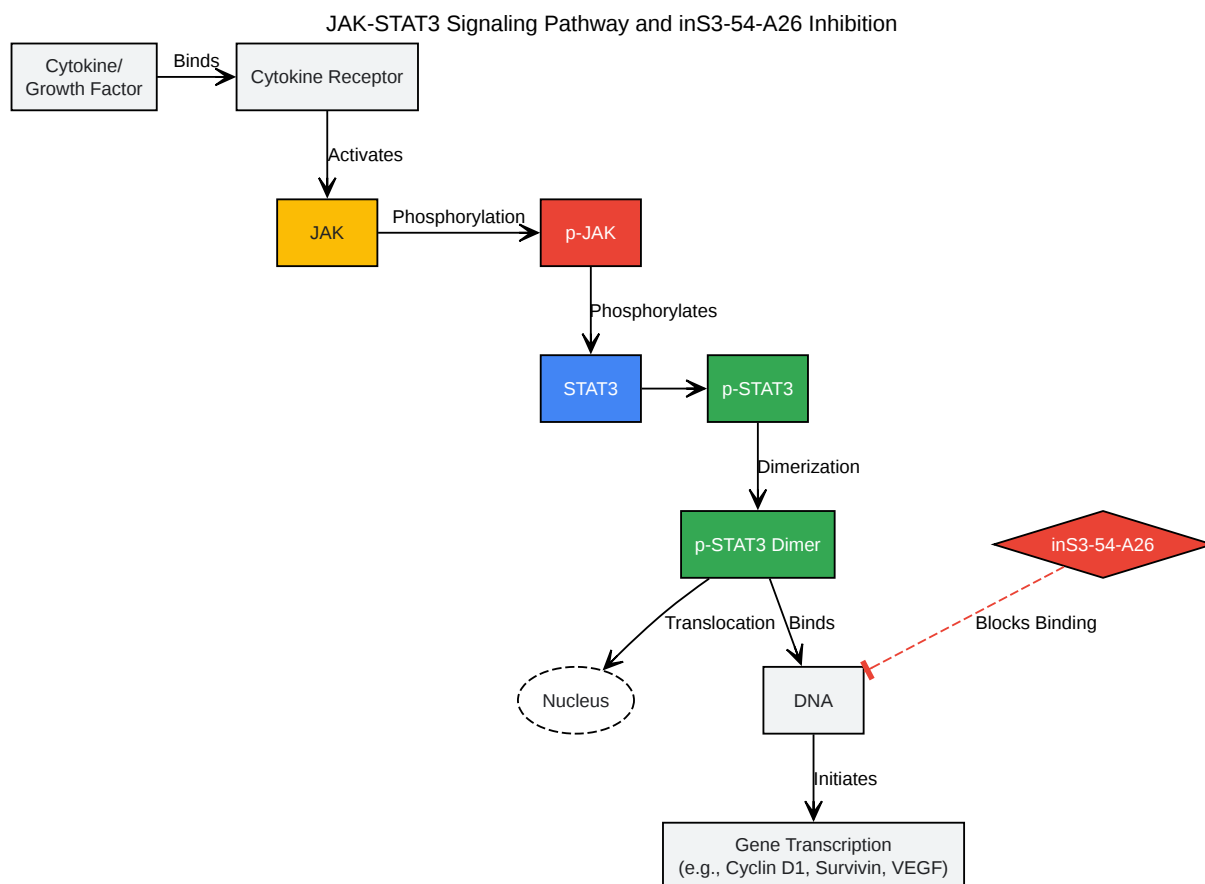 JAK-STAT3 Signaling Pathway and inS3-54-A26 Inhibition
Cytokine/
Growth Factor
Binds
Cytokine Receptor
Activates
JAK
Phosphorylation
p-JAK
Phosphorylates
STAT3
p-STAT3
Dimerization
p-STAT3 Dimer
inS3-54-A26
Translocation
Binds
Blocks Binding
Nucleus
DNA
Initiates
Gene Transcription
(e.g., Cyclin D1, Survivin, VEGF)